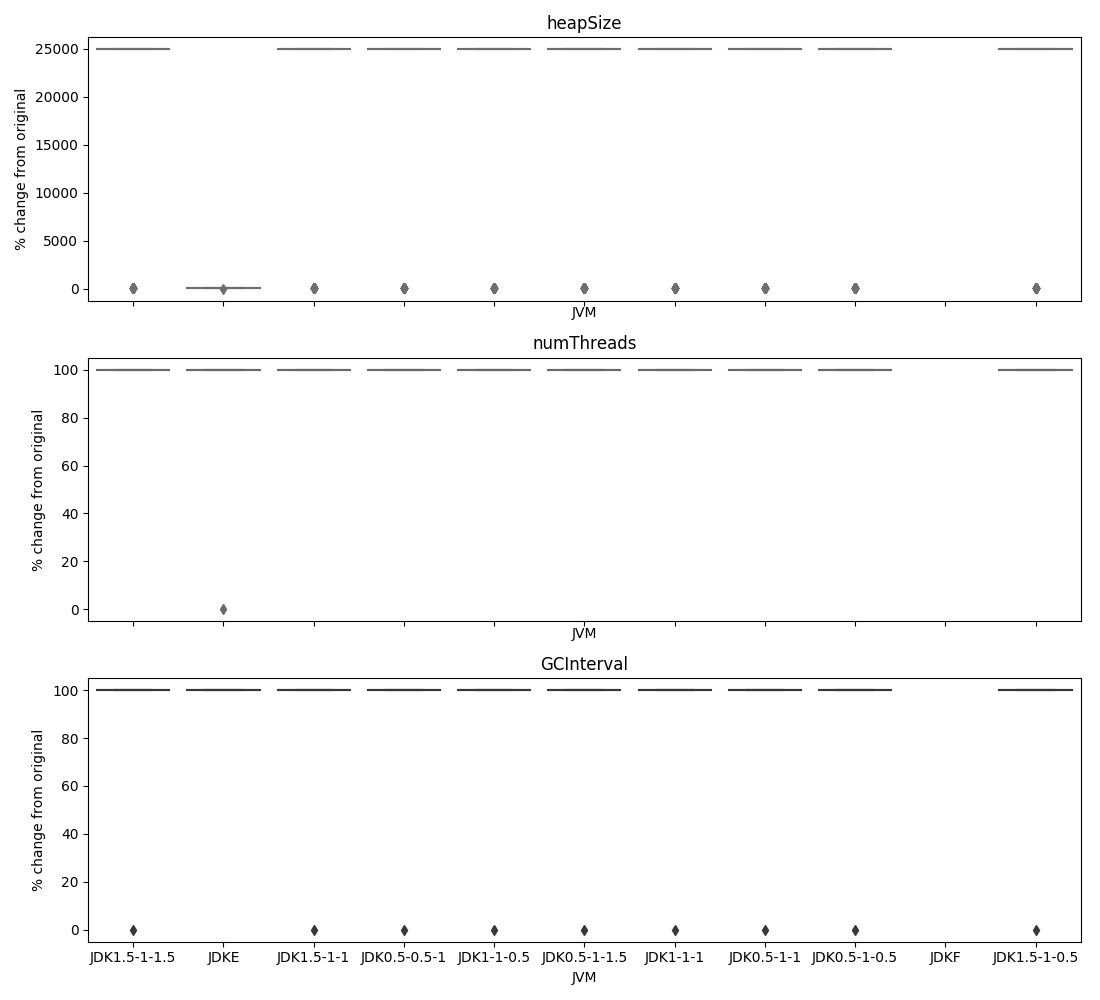 heapSize
% change from original
25000
20000
15000
10000
5000
0
JVM
numThreads
% change from original
100
80
60
40
20
0
JVM
GCInterval
% change from original
100
80
60
40
20
0
JDK1.5-1-1.5 JDKE JDK1.5-1-1 JDK0.5-0.5-1 JDK1-1-0.5 JDK0.5-1-1.5 JDK1-1-1 JDK0.5-1-1 JDK0.5-1-0.5 JDKF JDK1.5-1-0.5
JVM